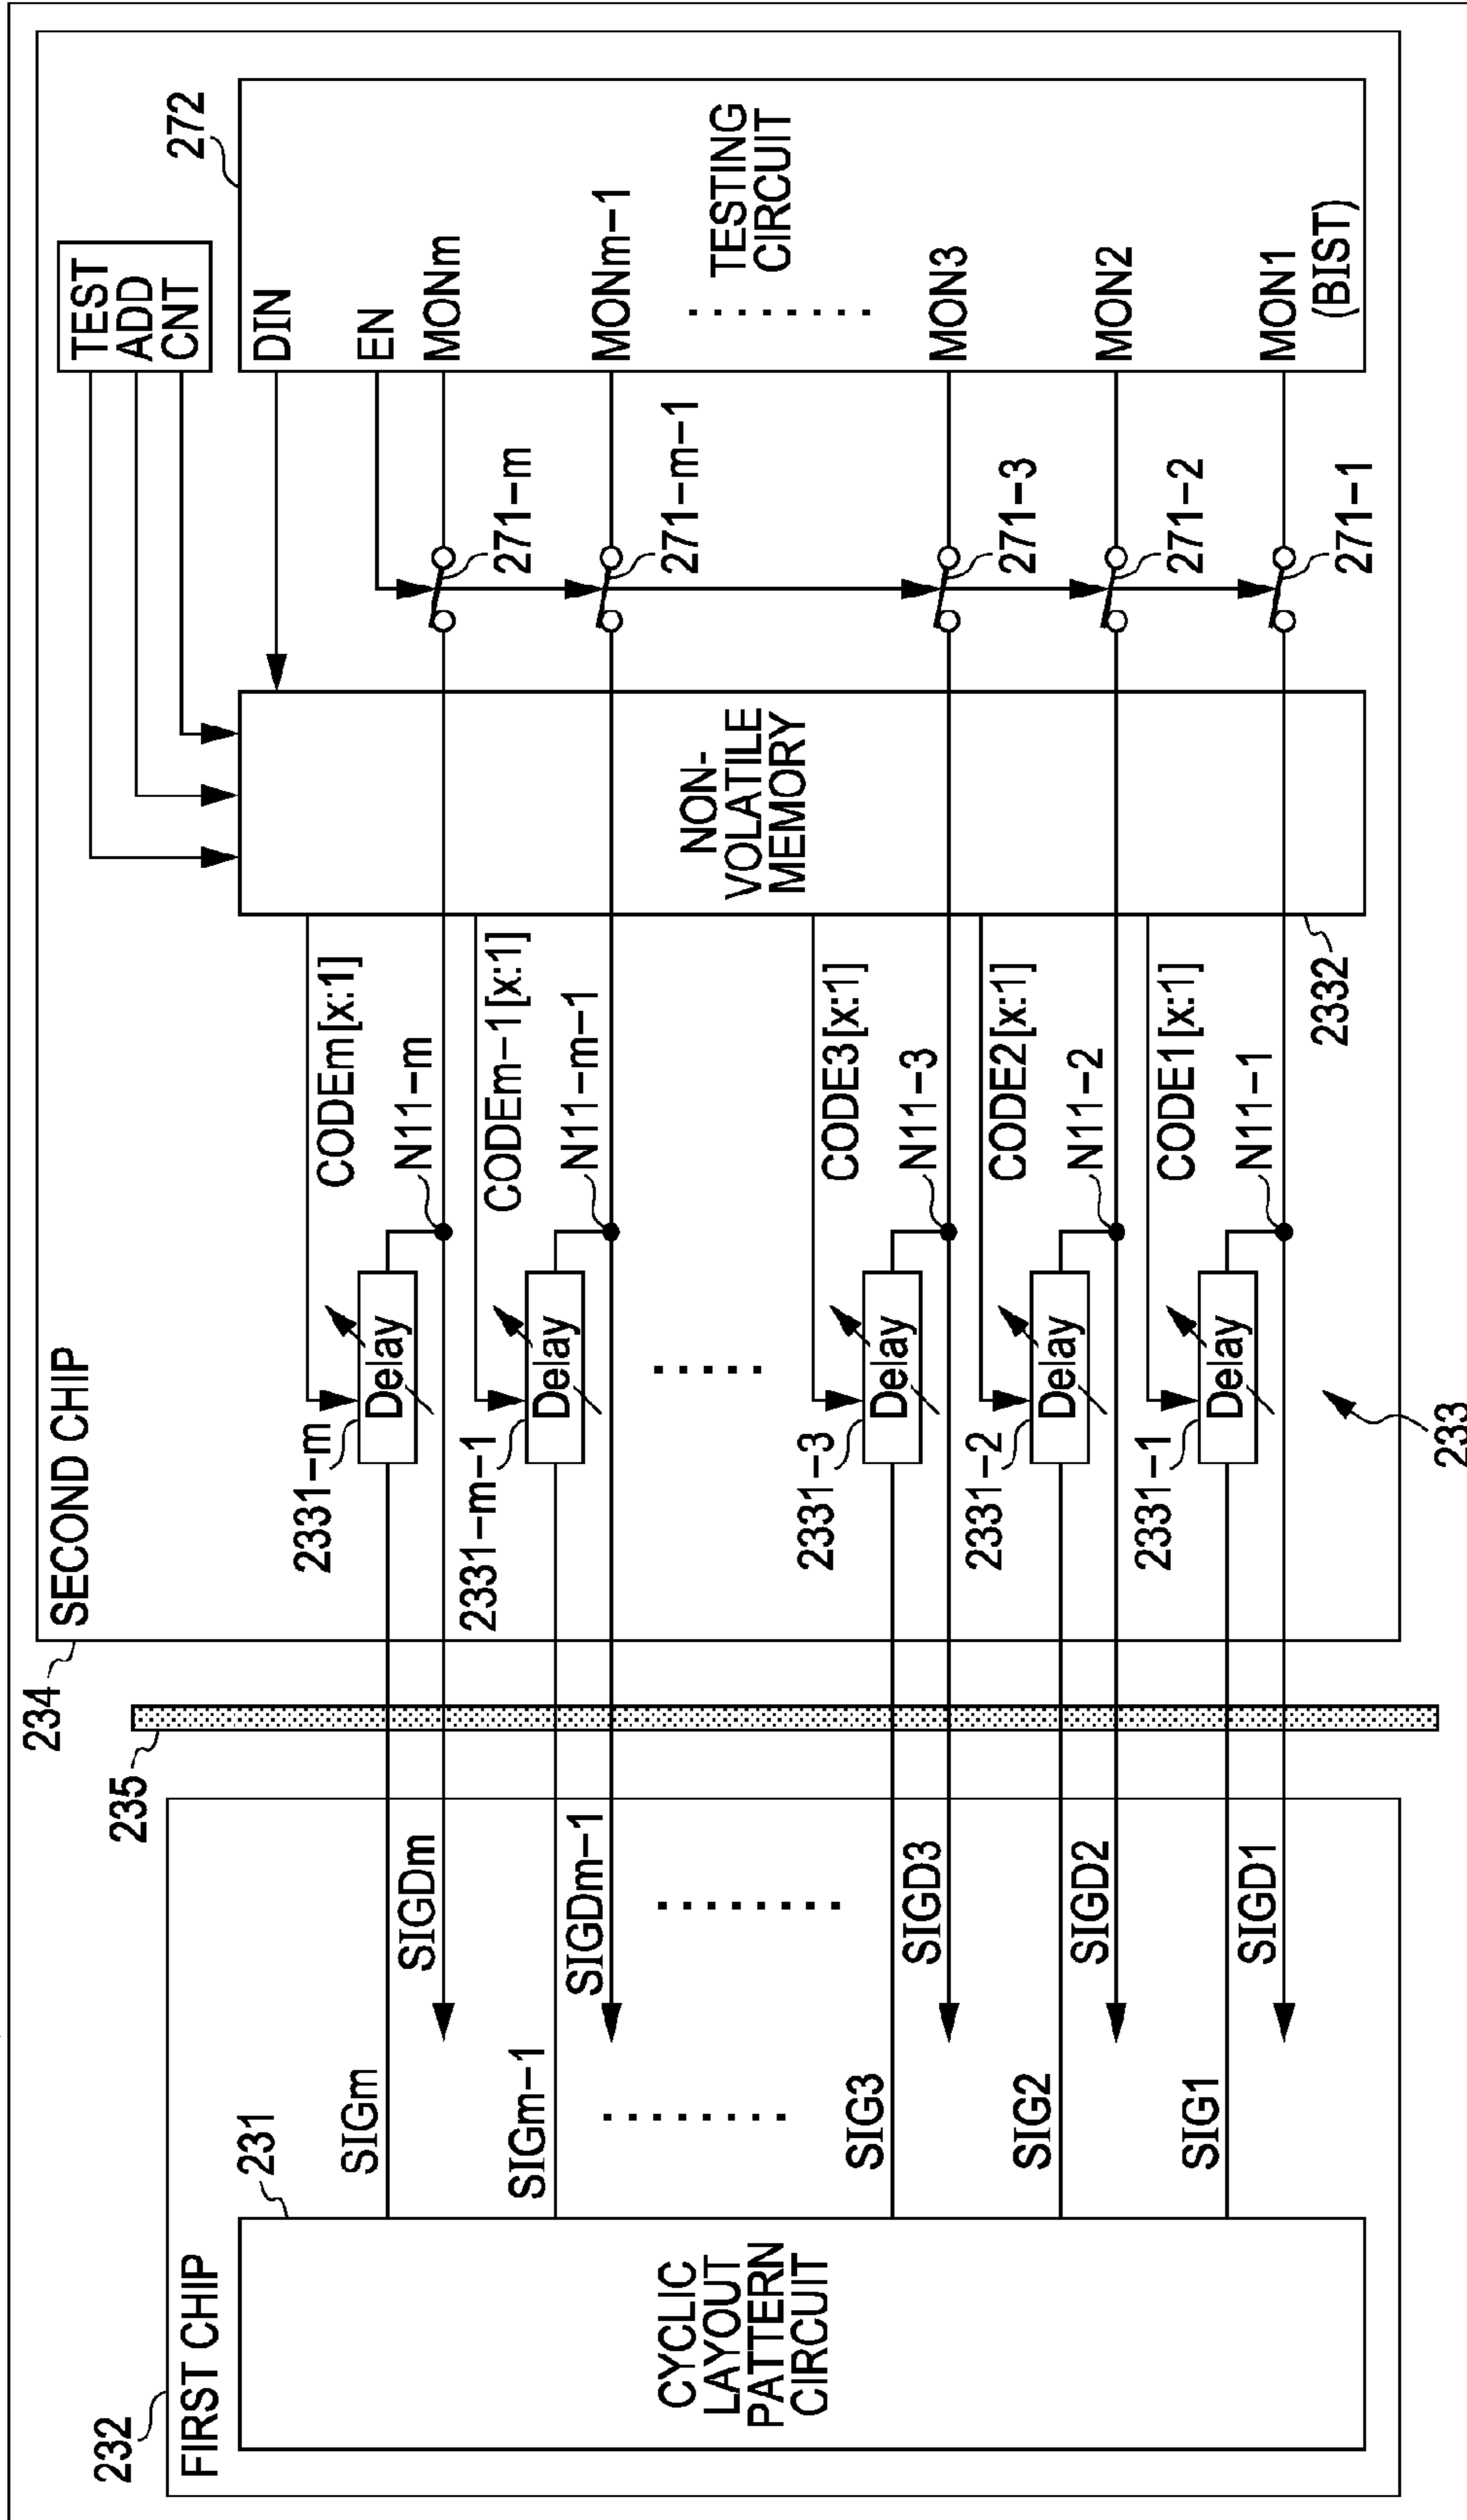 232
FIRST CHIP
231
CYCLIC
LAYOUT
PATTERN
CIRCUIT
SIGm
SIGDm
SIGm-1
SIGDm-1
SIG3
SIGD3
SIG2
SIGD2
SIG1
SIGD1
235
234
SECOND CHIP
2331-m
Delay
CODEm[x:1]
N11-m
2331-m-1
Delay
CODEm-1[x:1]
N11-m-1
2331-3
Delay
CODE3[x:1]
N11-3
2331-2
Delay
CODE2[x:1]
N11-2
2331-1
Delay
CODE1[x:1]
N11-1
233
NON-
VOLATILE
MEMORY
2332
271-m
271-m-1
271-3
271-2
271-1
TEST
ADD
CNT
272
DIN
EN
MONm
MONm-1
MON3
MON2
MON1
TESTING
CIRCUIT
(BIST)